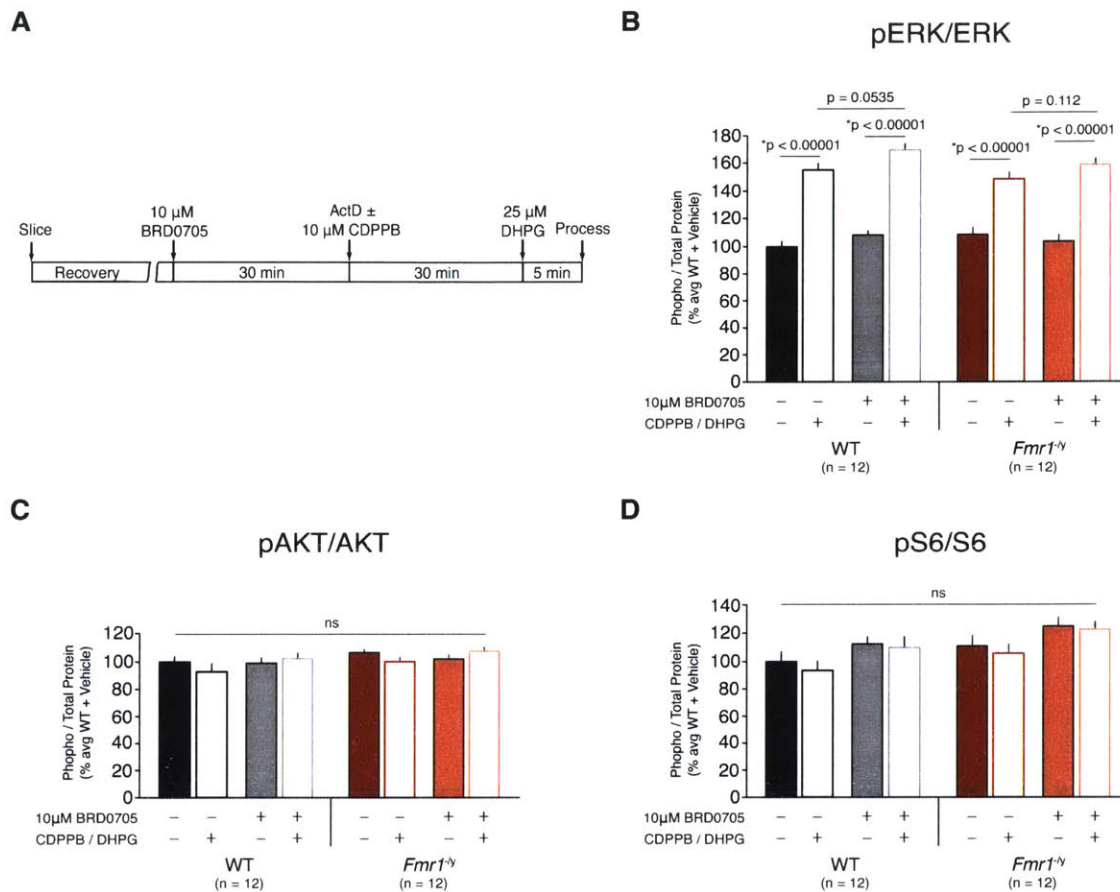 A
Slice
10 µM
BRD0705
ActD ±
10 µM CDPPB
25 µM
DHPG
Process
Recovery
30 min
30 min
5 min
B
pERK/ERK
Phopho / Total Protein
(% avg WT + Vehicle)
180
160
140
120
100
80
60
40
20
0
p = 0.0535
p = 0.112
*p < 0.00001
*p < 0.00001
*p < 0.00001
*p < 0.00001
10µM BRD0705 – – + + – – + +
CDPPB / DHPG – + – + – + – +
WT
(n = 12)
Fmr1-/y
(n = 12)
C
pAKT/AKT
Phopho / Total Protein
(% avg WT + Vehicle)
120
100
80
60
40
20
0
ns
10µM BRD0705 – – + + – – + +
CDPPB / DHPG – + – + – + – +
WT
(n = 12)
Fmr1-/y
(n = 12)
D
pS6/S6
Phopho / Total Protein
(% avg WT + Vehicle)
140
120
100
80
60
40
20
0
ns
10µM BRD0705 – – + + – – + +
CDPPB / DHPG – + – + – + – +
WT
(n = 12)
Fmr1-/y
(n = 12)